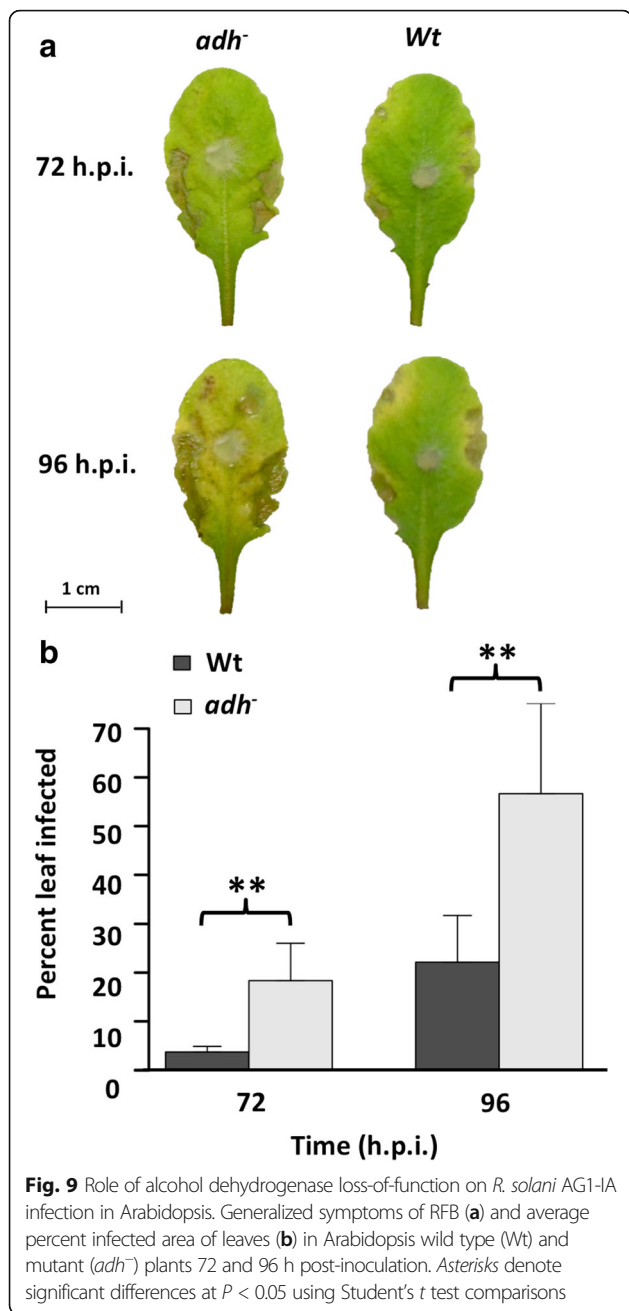 a
adh- Wt
72 h.p.i.
96 h.p.i.
1 cm
b
Wt
adh-
** **
Percent leaf infected
70
60
50
40
30
20
10
0
72 96
Time (h.p.i.)
Fig. 9 Role of alcohol dehydrogenase loss-of-function on R. solani AG1-IA
infection in Arabidopsis. Generalized symptoms of RFB (a) and average
percent infected area of leaves (b) in Arabidopsis wild type (Wt) and
mutant (adh−) plants 72 and 96 h post-inoculation. Asterisks denote
significant differences at P < 0.05 using Student's t test comparisons